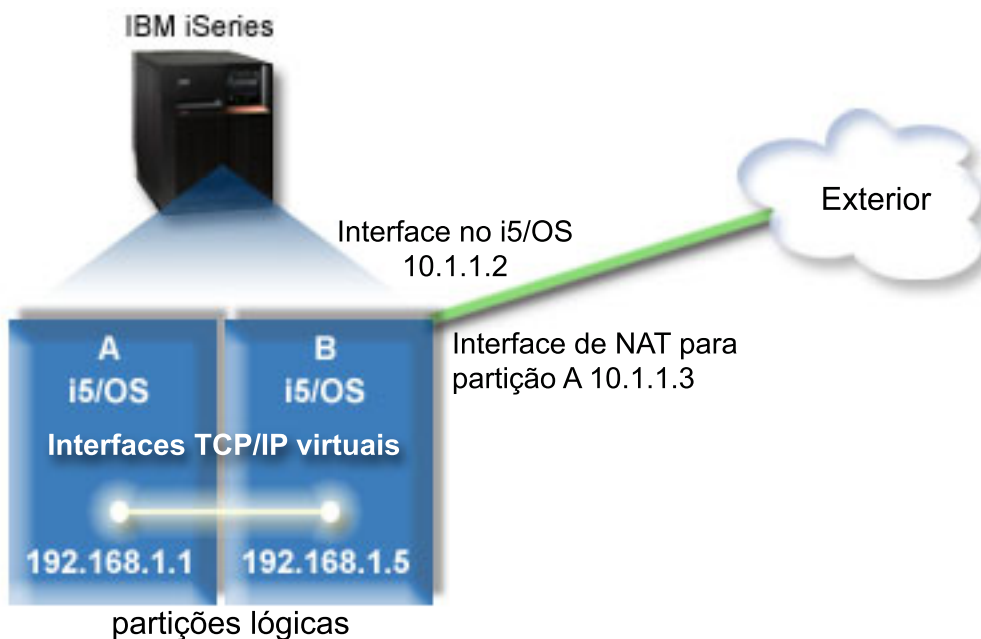 IBM iSeries
Exterior
Interface no i5/OS
10.1.1.2
Interface de NAT para
partição A 10.1.1.3
A
i5/OS
B
i5/OS
Interfaces TCP/IP virtuais
192.168.1.1
192.168.1.5
partições lógicas